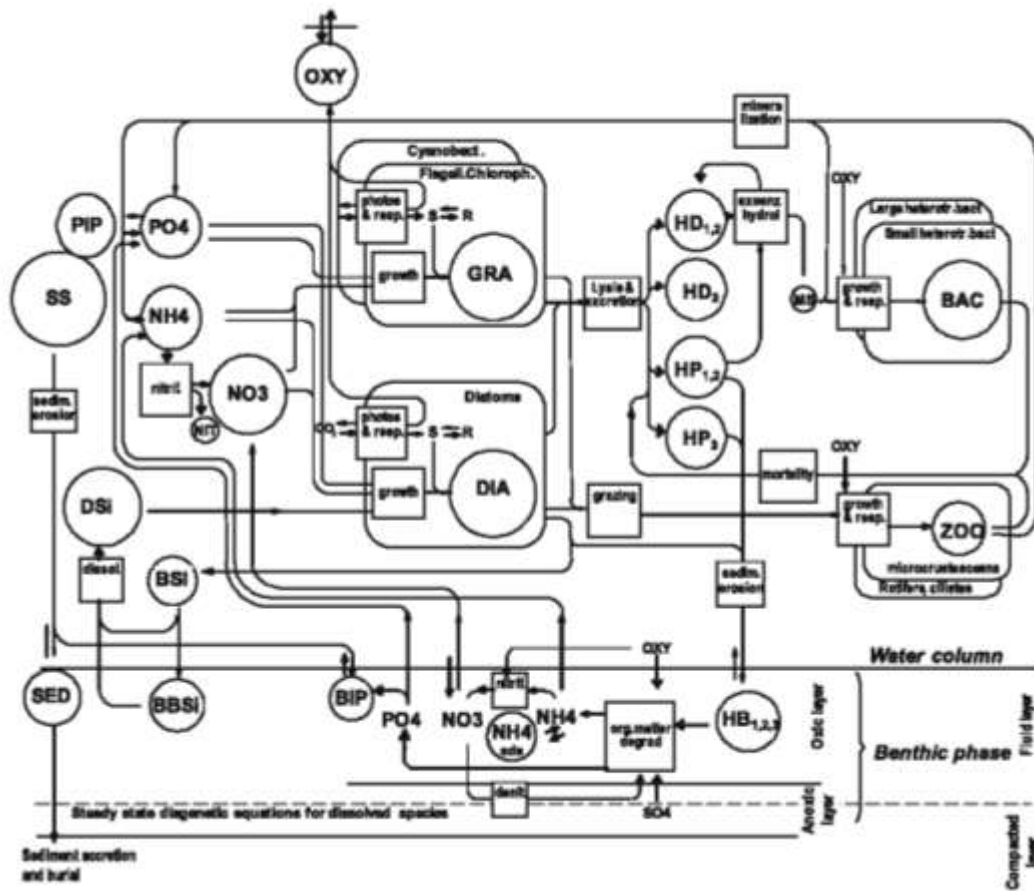 OXY
minera
lization
Cyanobact.
Flagell.Chloroph.
photos
& resp.
S
R
growth
GRA
PIP
PO4
SS
NH4
nitrif.
NIT
NO3
sedim.
erosion
HD1,2
HD3
HP1,2
HP3
exoenz.
hydrol
Lysis &
excretion
OXY
Large heterotr.bact
Small heterotr.bact
growth
& resp.
BAC
Diatoms
CO2
photos
& resp.
S
R
growth
DIA
grazing
mortality
OXY
growth
& resp.
ZOO
microcrustaceans
Rotifers, ciliates
DSi
dissol.
BSi
sedim.
erosion
Water column
SED
BBSi
BIP
PO4
NO3
nitrif.
NH4
ads
NH4
OXY
org.matter
degrad
HB1,2,3
Oxic layer
Fluid layer
Benthic phase
denit
SO4
Anoxic
layer
Steady state diagenetic equations for dissolved species
Compacted
layer
Sediment accretion
and burial